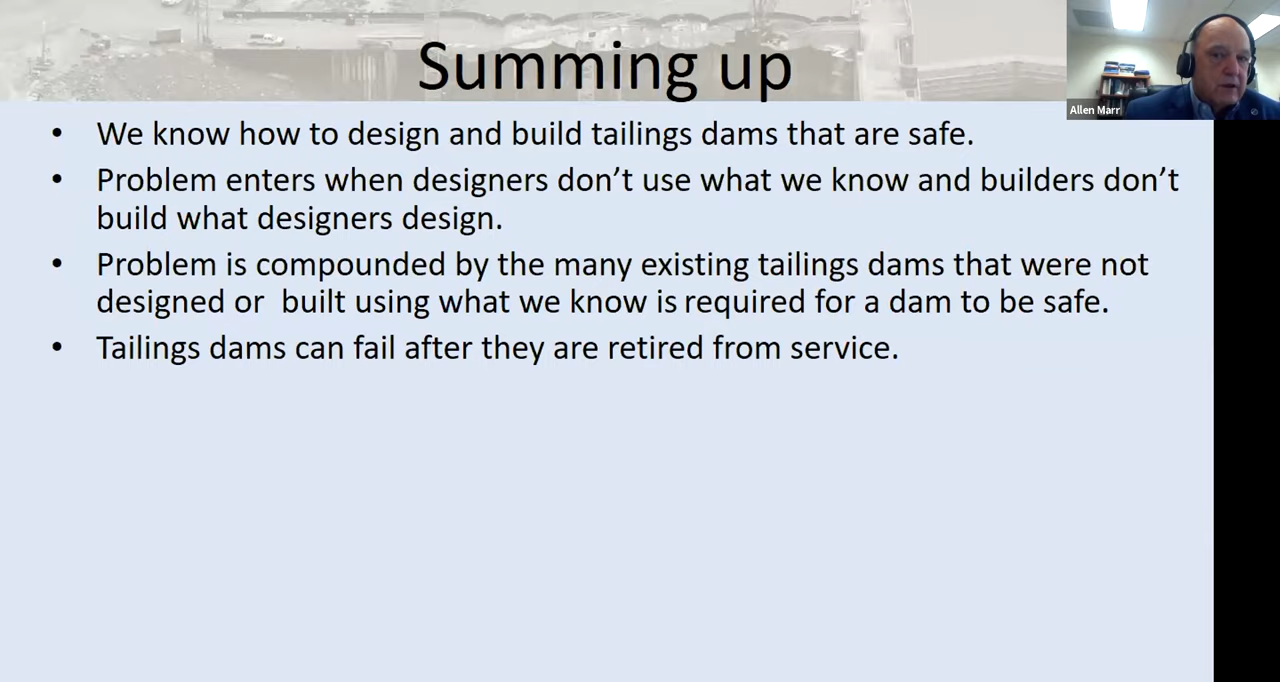 Summing up
Allen Marr
• We know how to design and build tailings dams that are safe.
• Problem enters when designers don’t use what we know and builders don’t
build what designers design.
• Problem is compounded by the many existing tailings dams that were not
designed or  built using what we know is required for a dam to be safe.
• Tailings dams can fail after they are retired from service.